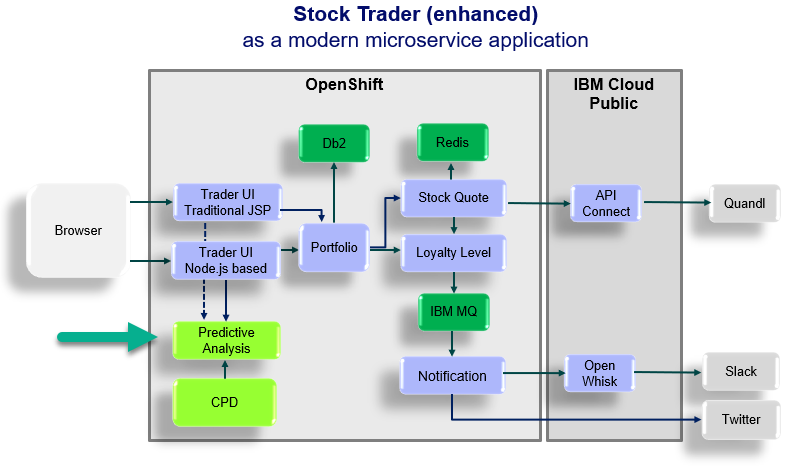 Stock Trader (enhanced)
as a modern microservice application
OpenShift
IBM Cloud
Public
Db2
Redis
Trader UI
Traditional JSP
Stock Quote
API
Connect
Quandl
Browser
Portfolio
Trader UI
Node.js based
Loyalty Level
IBM MQ
Predictive
Analysis
Notification
Open
Whisk
Slack
CPD
Twitter